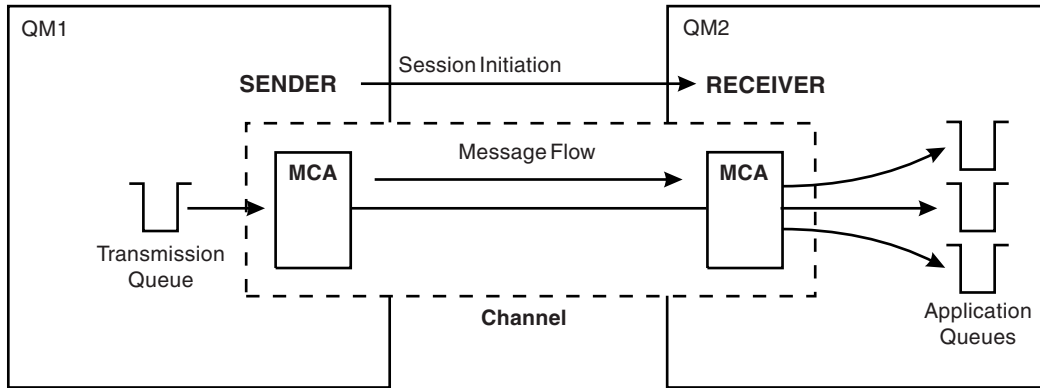 QM1
QM2
Session Initiation
SENDER
RECEIVER
Message Flow
MCA
MCA
Transmission
Queue
Channel
Application
Queues